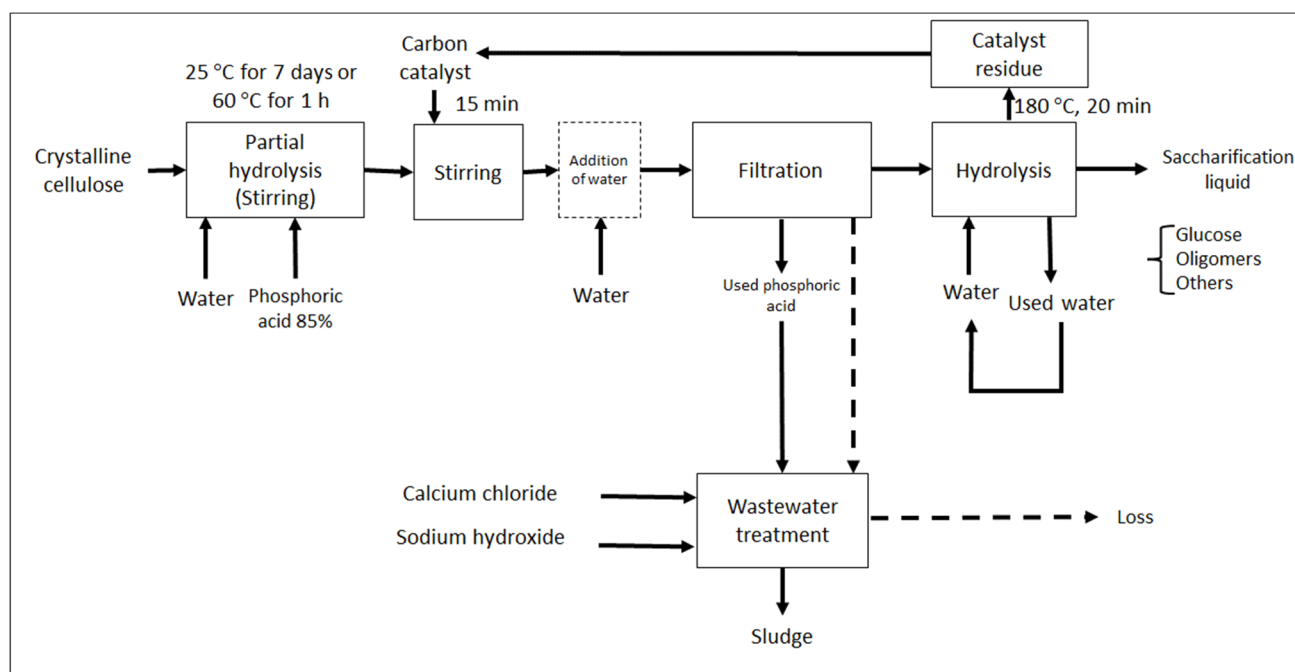 Carbon
catalyst
Catalyst
residue
25 °C for 7 days or
60 °C for 1 h
15 min
180 °C, 20 min
Crystalline
cellulose
Partial
hydrolysis
(Stirring)
Stirring
Addition
of water
Filtration
Hydrolysis
Saccharification
liquid
Glucose
Oligomers
Others
Water
Phosphoric
acid 85%
Water
Used phosphoric
acid
Water
Used water
Calcium chloride
Sodium hydroxide
Wastewater
treatment
Loss
Sludge